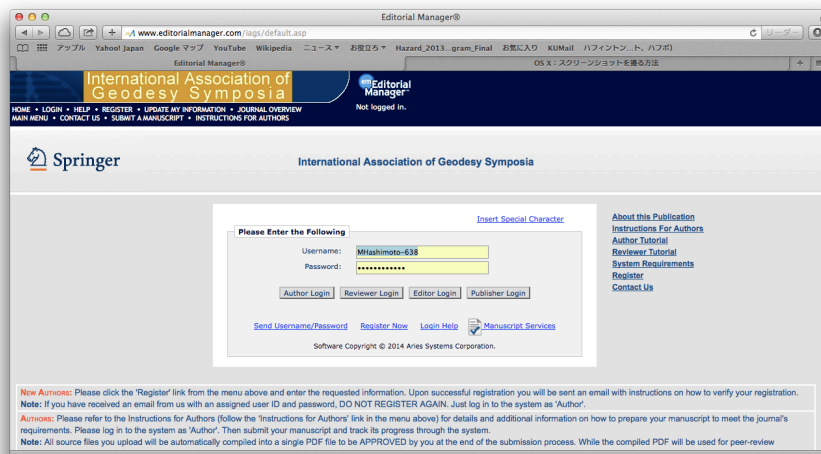 Editorial Manager®
www.editorialmanager.com/iags/default.asp
リーダー
アップル Yahoo! Japan Google マップ YouTube Wikipedia ニュース▼ お役立ち▼ Hazard_2013...gram_Final お気に入り KUMail ハフィントン...ト、ハフポ)
Editorial Manager®
OS X：スクリーンショットを撮る方法
International Association of
Geodesy Symposia
Editorial
Manager
HOME • LOGIN • HELP • REGISTER • UPDATE MY INFORMATION • JOURNAL OVERVIEW
MAIN MENU • CONTACT US • SUBMIT A MANUSCRIPT • INSTRUCTIONS FOR AUTHORS
Not logged in.
Springer
International Association of Geodesy Symposia
Insert Special Character
Please Enter the Following
Username: MHashimoto-638
Password: ••••••••••••
Author Login Reviewer Login Editor Login Publisher Login
Send Username/Password Register Now Login Help Manuscript Services
Software Copyright © 2014 Aries Systems Corporation.
About this Publication
Instructions For Authors
Author Tutorial
Reviewer Tutorial
System Requirements
Register
Contact Us
NEW AUTHORS: Please click the 'Register' link from the menu above and enter the requested information. Upon successful registration you will be sent an email with instructions on how to verify your registration.
Note: If you have received an email from us with an assigned user ID and password, DO NOT REGISTER AGAIN. Just log in to the system as 'Author'.
AUTHORS: Please refer to the Instructions for Authors (follow the 'Instructions for Authors' link in the menu above) for details and additional information on how to prepare your manuscript to meet the journal's
requirements. Please log in to the system as 'Author'. Then submit your manuscript and track its progress through the system.
Note: All source files you upload will be automatically compiled into a single PDF file to be APPROVED by you at the end of the submission process. While the compiled PDF will be used for peer-review